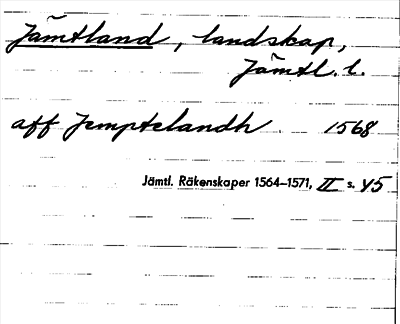 Jämtland, landskap,
Jämtl. l.
aff Jemptelandh 1568
Jämtl. Räkenskaper 1564–1571, II s. 45